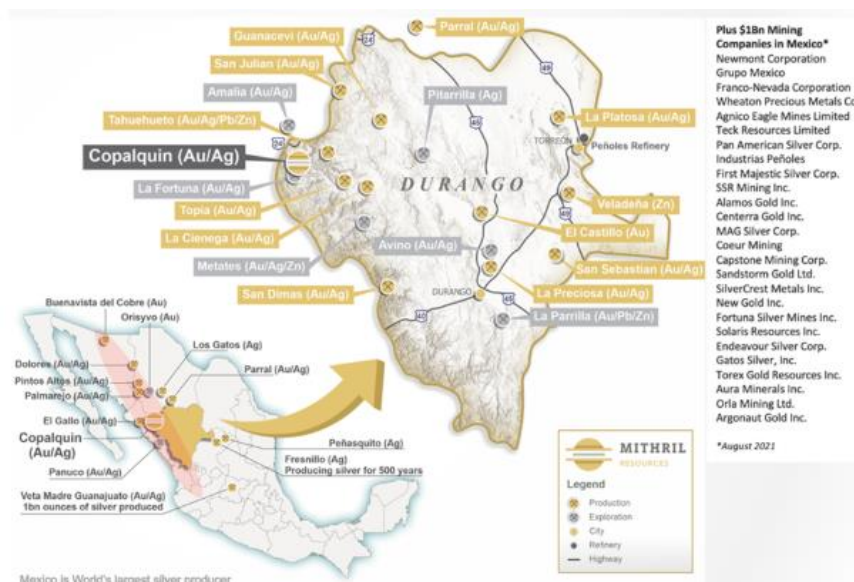 Guanacevi (Au/Ag)
Parral (Au/Ag)
24
49
San Julian (Au/Ag)
Amalia (Au/Ag)
Pitarrilla (Ag)
Tahuehueto (Au/Ag/Pb/Zn)
45
La Platosa (Au/Ag)
24
TORREÓN
Peñoles Refinery
Copalquin (Au/Ag)
DURANGO
La Fortuna (Au/Ag)
Veladeña (Zn)
Topia (Au/Ag)
49
El Castillo (Au)
La Cienega (Au/Ag)
Avino (Au/Ag)
Metates (Au/Ag/Zn)
San Sebastian (Au/Ag)
San Dimas (Au/Ag)
DURANGO
La Preciosa (Au/Ag)
40
45
La Parrilla (Au/Pb/Zn)
Buenavista del Cobre (Au)
Orisyvo (Au)
Los Gatos (Ag)
Dolores (Au/Ag)
Parral (Au/Ag)
Pintos Altos (Au/Ag)
Palmarejo (Au/Ag)
El Gallo (Au/Ag)
Copalquin
(Au/Ag)
Peñasquito (Ag)
Fresnillo (Ag)
Producing silver for 500 years
Panuco (Au/Ag)
Veta Madre Guanajuato (Au/Ag)
1bn ounces of silver produced
Mexico is World's largest silver producer
MITHRIL
RESOURCES
Legend
Production
Exploration
City
Refinery
Highway
Plus $1Bn Mining
Companies in Mexico*
Newmont Corporation
Grupo Mexico
Franco-Nevada Corporation
Wheaton Precious Metals Co
Agnico Eagle Mines Limited
Teck Resources Limited
Pan American Silver Corp.
Industrias Peñoles
First Majestic Silver Corp.
SSR Mining Inc.
Alamos Gold Inc.
Centerra Gold Inc.
MAG Silver Corp.
Coeur Mining
Capstone Mining Corp.
Sandstorm Gold Ltd.
SilverCrest Metals Inc.
New Gold Inc.
Fortuna Silver Mines Inc.
Solaris Resources Inc.
Endeavour Silver Corp.
Gatos Silver, Inc.
Torex Gold Resources Inc.
Aura Minerals Inc.
Orla Mining Ltd.
Argonaut Gold Inc.
*August 2021